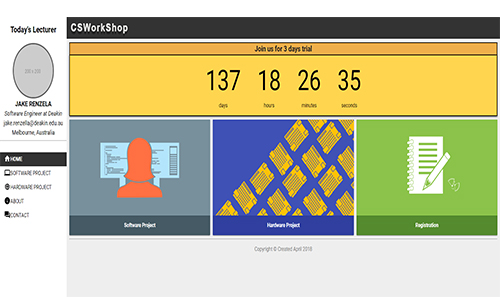 Today's Lecturer
200 x 200
JAKE RENZELA
Software Engineer at Deakin
jake.renzela@deakin.edu.au
Melbourne, Australia
HOME
SOFTWARE PROJECT
HARDWARE PROJECT
ABOUT
CONTACT
CSWorkShop
Join us for 3 days trial
137 18 26 35
days hours minutes seconds
Software Project
Hardware Project
Registration
Copyright © Created April 2018